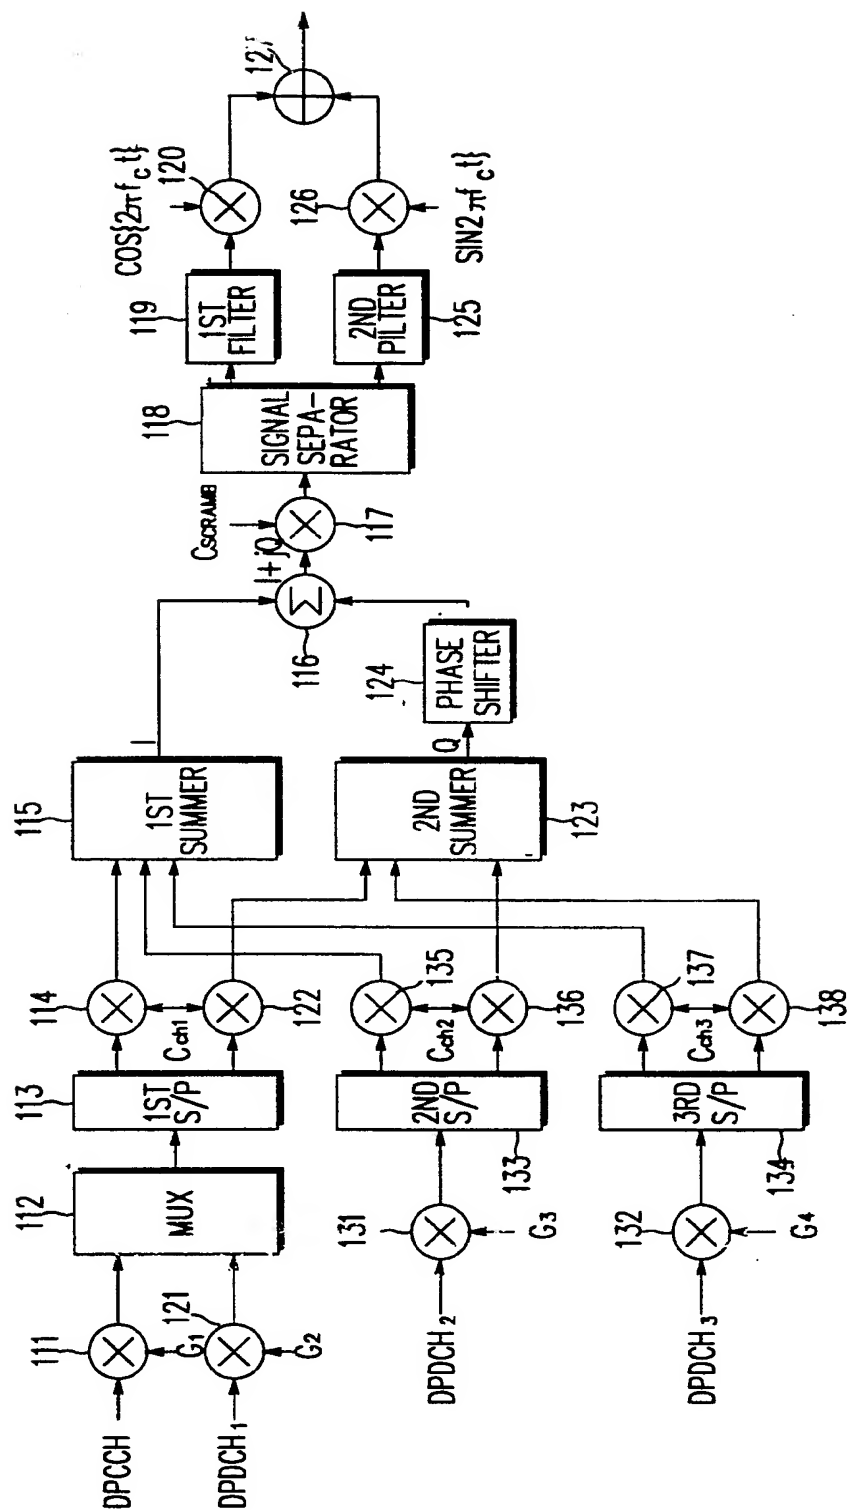 DPCCH
DPDCH1
111
G1
121
G2
112
MUX
113
1ST
S/P
114
Cch1
122
115
1ST
SUMMER
I
DPDCH2
131
G3
2ND
S/P
133
135
Cch2
136
2ND
SUMMER
123
Q
124
PHASE
SHIFTER
DPDCH3
132
G4
3RD
S/P
134
137
Cch3
138
116
Σ
I+jQ
CSCRAMB
117
118
SIGNAL
SEPA-
RATOR
119
1ST
FILTER
COS{2πfct}
120
2ND
PILTER
125
126
SIN2πfct}
127